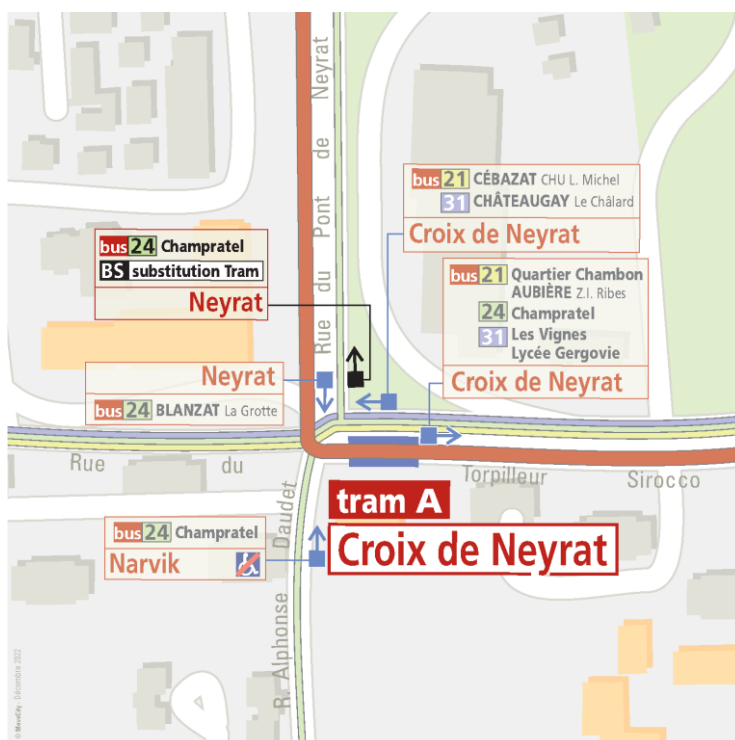 Rue du Pont de Neyrat
bus 21 CÉBAZAT CHU L. Michel
31 CHÂTEAUGAY Le Châlard
Croix de Neyrat
bus 24 Champratel
BS substitution Tram
Neyrat
bus 21 Quartier Chambon
AUBIÈRE Z.I. Ribes
24 Champratel
31 Les Vignes
Lycée Gergovie
Croix de Neyrat
Neyrat
bus 24 BLANZAT La Grotte
Rue du Torpilleur Sirocco
tram A
Croix de Neyrat
bus 24 Champratel
Narvik
R. Alphonse Daudet
© MoveCity - Décembre 2022